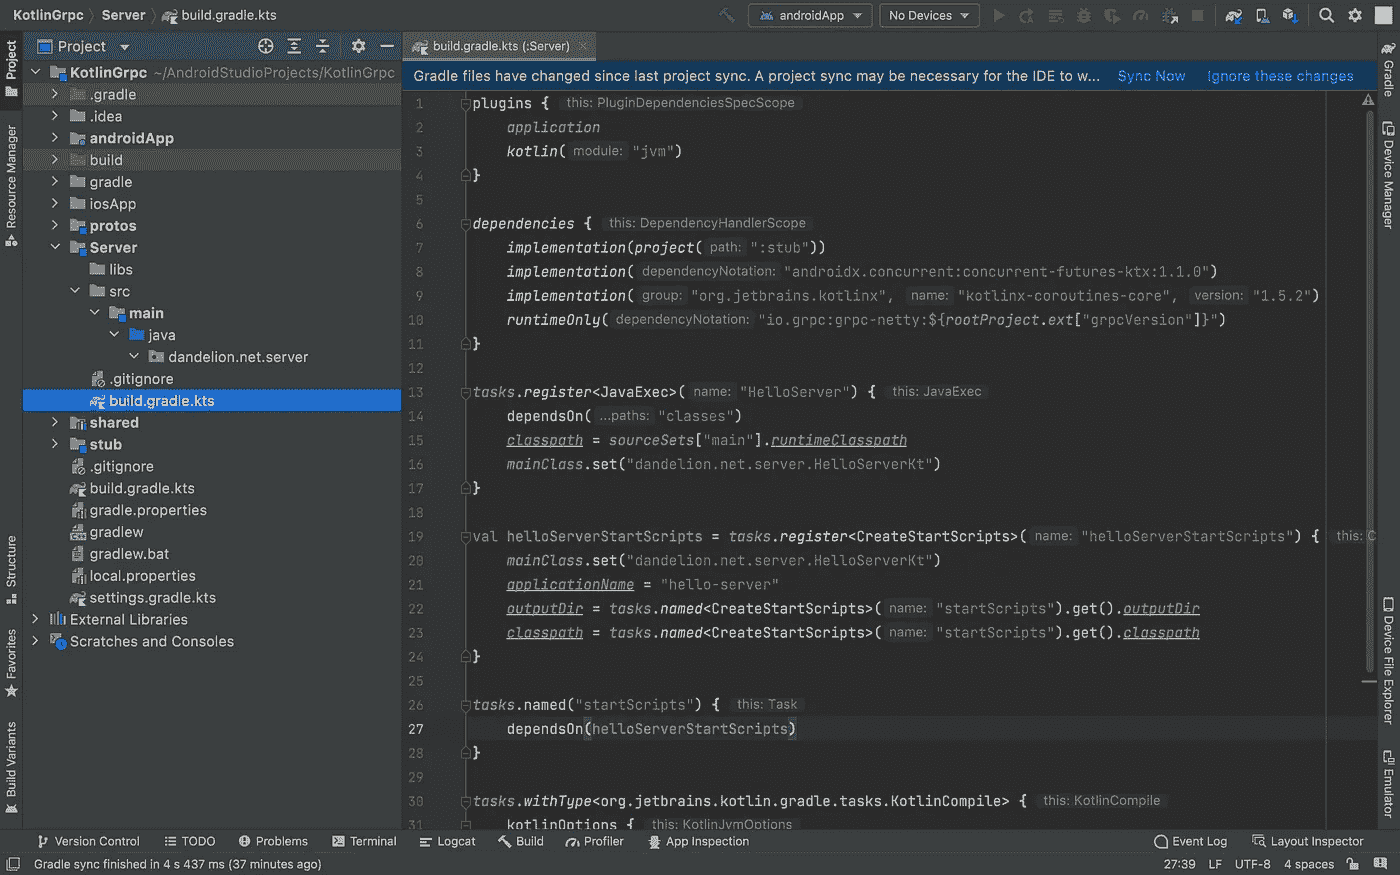 KotlinGrpc Server build.gradle.kts
androidApp No Devices
Project
build.gradle.kts (:Server)
Gradle files have changed since last project sync. A project sync may be necessary for the IDE to w... Sync Now Ignore these changes
Project
Resource Manager
Structure
Favorites
Build Variants
KotlinGrpc ~/AndroidStudioProjects/KotlinGrpc
.gradle
.idea
androidApp
build
gradle
iosApp
protos
Server
libs
src
main
java
dandelion.net.server
.gitignore
build.gradle.kts
shared
stub
.gitignore
build.gradle.kts
gradle.properties
gradlew
gradlew.bat
local.properties
settings.gradle.kts
External Libraries
Scratches and Consoles
1 plugins { this: PluginDependenciesSpecScope
2 application
3 kotlin( module: "jvm")
4 }
5
6 dependencies { this: DependencyHandlerScope
7 implementation(project( path: ":stub"))
8 implementation( dependencyNotation: "androidx.concurrent:concurrent-futures-ktx:1.1.0")
9 implementation( group: "org.jetbrains.kotlinx", name: "kotlinx-coroutines-core", version: "1.5.2")
10 runtimeOnly( dependencyNotation: "io.grpc:grpc-netty:${rootProject.ext["grpcVersion"]}")
11 }
12
13 tasks.register<JavaExec>( name: "HelloServer") { this: JavaExec
14 dependsOn( ...paths: "classes")
15 classpath = sourceSets["main"].runtimeClasspath
16 mainClass.set("dandelion.net.server.HelloServerKt")
17 }
18
19 val helloServerStartScripts = tasks.register<CreateStartScripts>( name: "helloServerStartScripts") { this: C
20 mainClass.set("dandelion.net.server.HelloServerKt")
21 applicationName = "hello-server"
22 outputDir = tasks.named<CreateStartScripts>( name: "startScripts").get().outputDir
23 classpath = tasks.named<CreateStartScripts>( name: "startScripts").get().classpath
24 }
25
26 tasks.named("startScripts") { this: Task
27 dependsOn(helloServerStartScripts)
28 }
29
30 tasks.withType<org.jetbrains.kotlin.gradle.tasks.KotlinCompile> { this: KotlinCompile
31 kotlinOptions { this: KotlinJvmOptions
Gradle
Device Manager
Device File Explorer
Emulator
Version Control TODO Problems Terminal Logcat Build Profiler App Inspection Event Log Layout Inspector
Gradle sync finished in 4 s 437 ms (37 minutes ago) 27:39 LF UTF-8 4 spaces